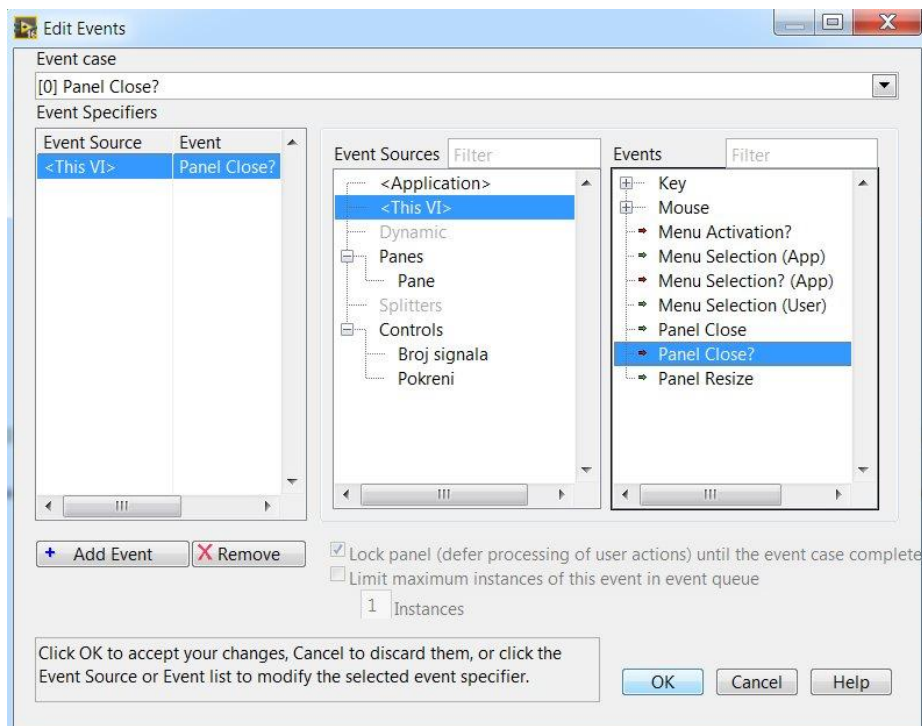 Edit Events
Event case
[0] Panel Close?
Event Specifiers
Event Source Event
<This VI> Panel Close?
Event Sources Filter
<Application>
<This VI>
Dynamic
Panes
Pane
Splitters
Controls
Broj signala
Pokreni
Events Filter
Key
Mouse
Menu Activation?
Menu Selection (App)
Menu Selection? (App)
Menu Selection (User)
Panel Close
Panel Close?
Panel Resize
Add Event
Remove
Lock panel (defer processing of user actions) until the event case complete
Limit maximum instances of this event in event queue
1 Instances
Click OK to accept your changes, Cancel to discard them, or click the
Event Source or Event list to modify the selected event specifier.
OK Cancel Help